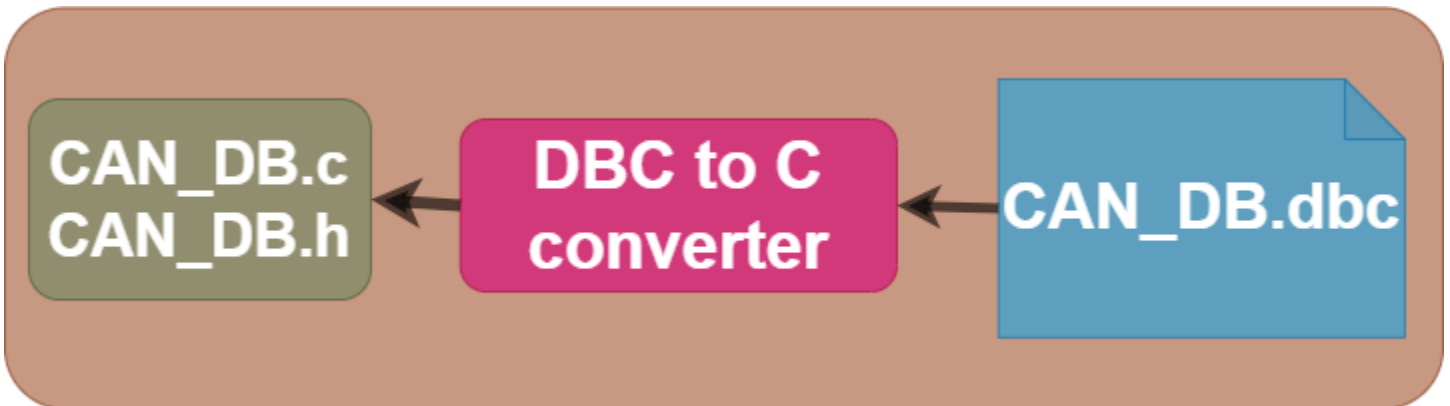 CAN_DB.c
CAN_DB.h
DBC to C
converter
CAN_DB.dbc